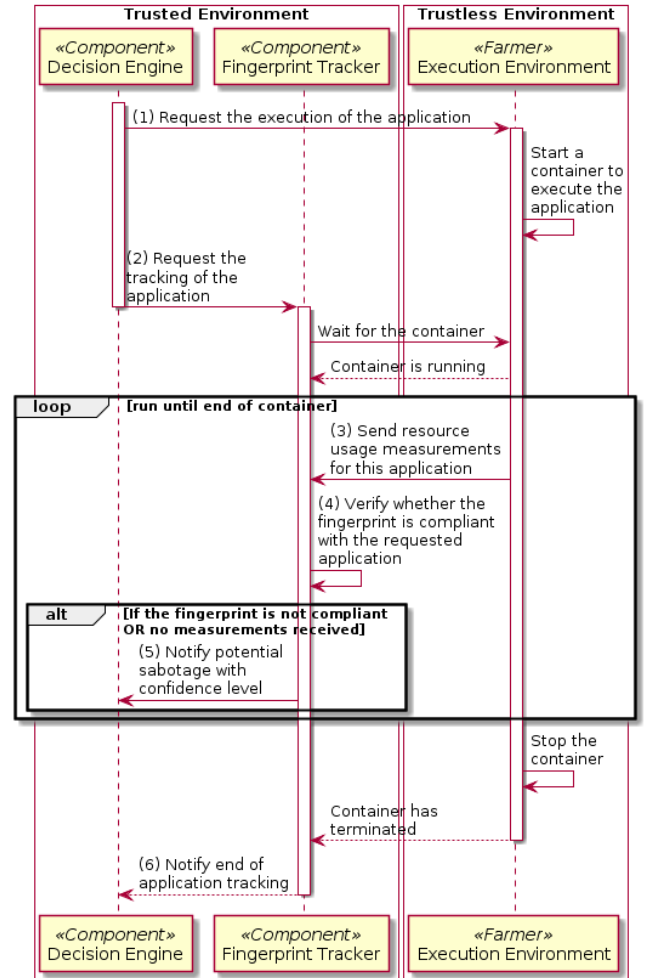 Trusted Environment
Trustless Environment
«Component»
Decision Engine
«Component»
Fingerprint Tracker
«Farmer»
Execution Environment
(1) Request the execution of the application
Start a
container to
execute the
application
(2) Request the
tracking of the
application
Wait for the container
Container is running
loop
[run until end of container]
(3) Send resource
usage measurements
for this application
(4) Verify whether the
fingerprint is compliant
with the requested
application
alt
[If the fingerprint is not compliant
OR no measurements received]
(5) Notify potential
sabotage with
confidence level
Stop the
container
Container has
terminated
(6) Notify end of
application tracking
«Component»
Decision Engine
«Component»
Fingerprint Tracker
«Farmer»
Execution Environment